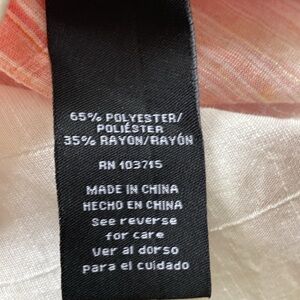 65% POLYESTER/
POLIÉSTER
35% RAYON/RAYÓN
RN 103715
MADE IN CHINA
HECHO EN CHINA
See reverse
for care
Ver al dorso
para el cuidado